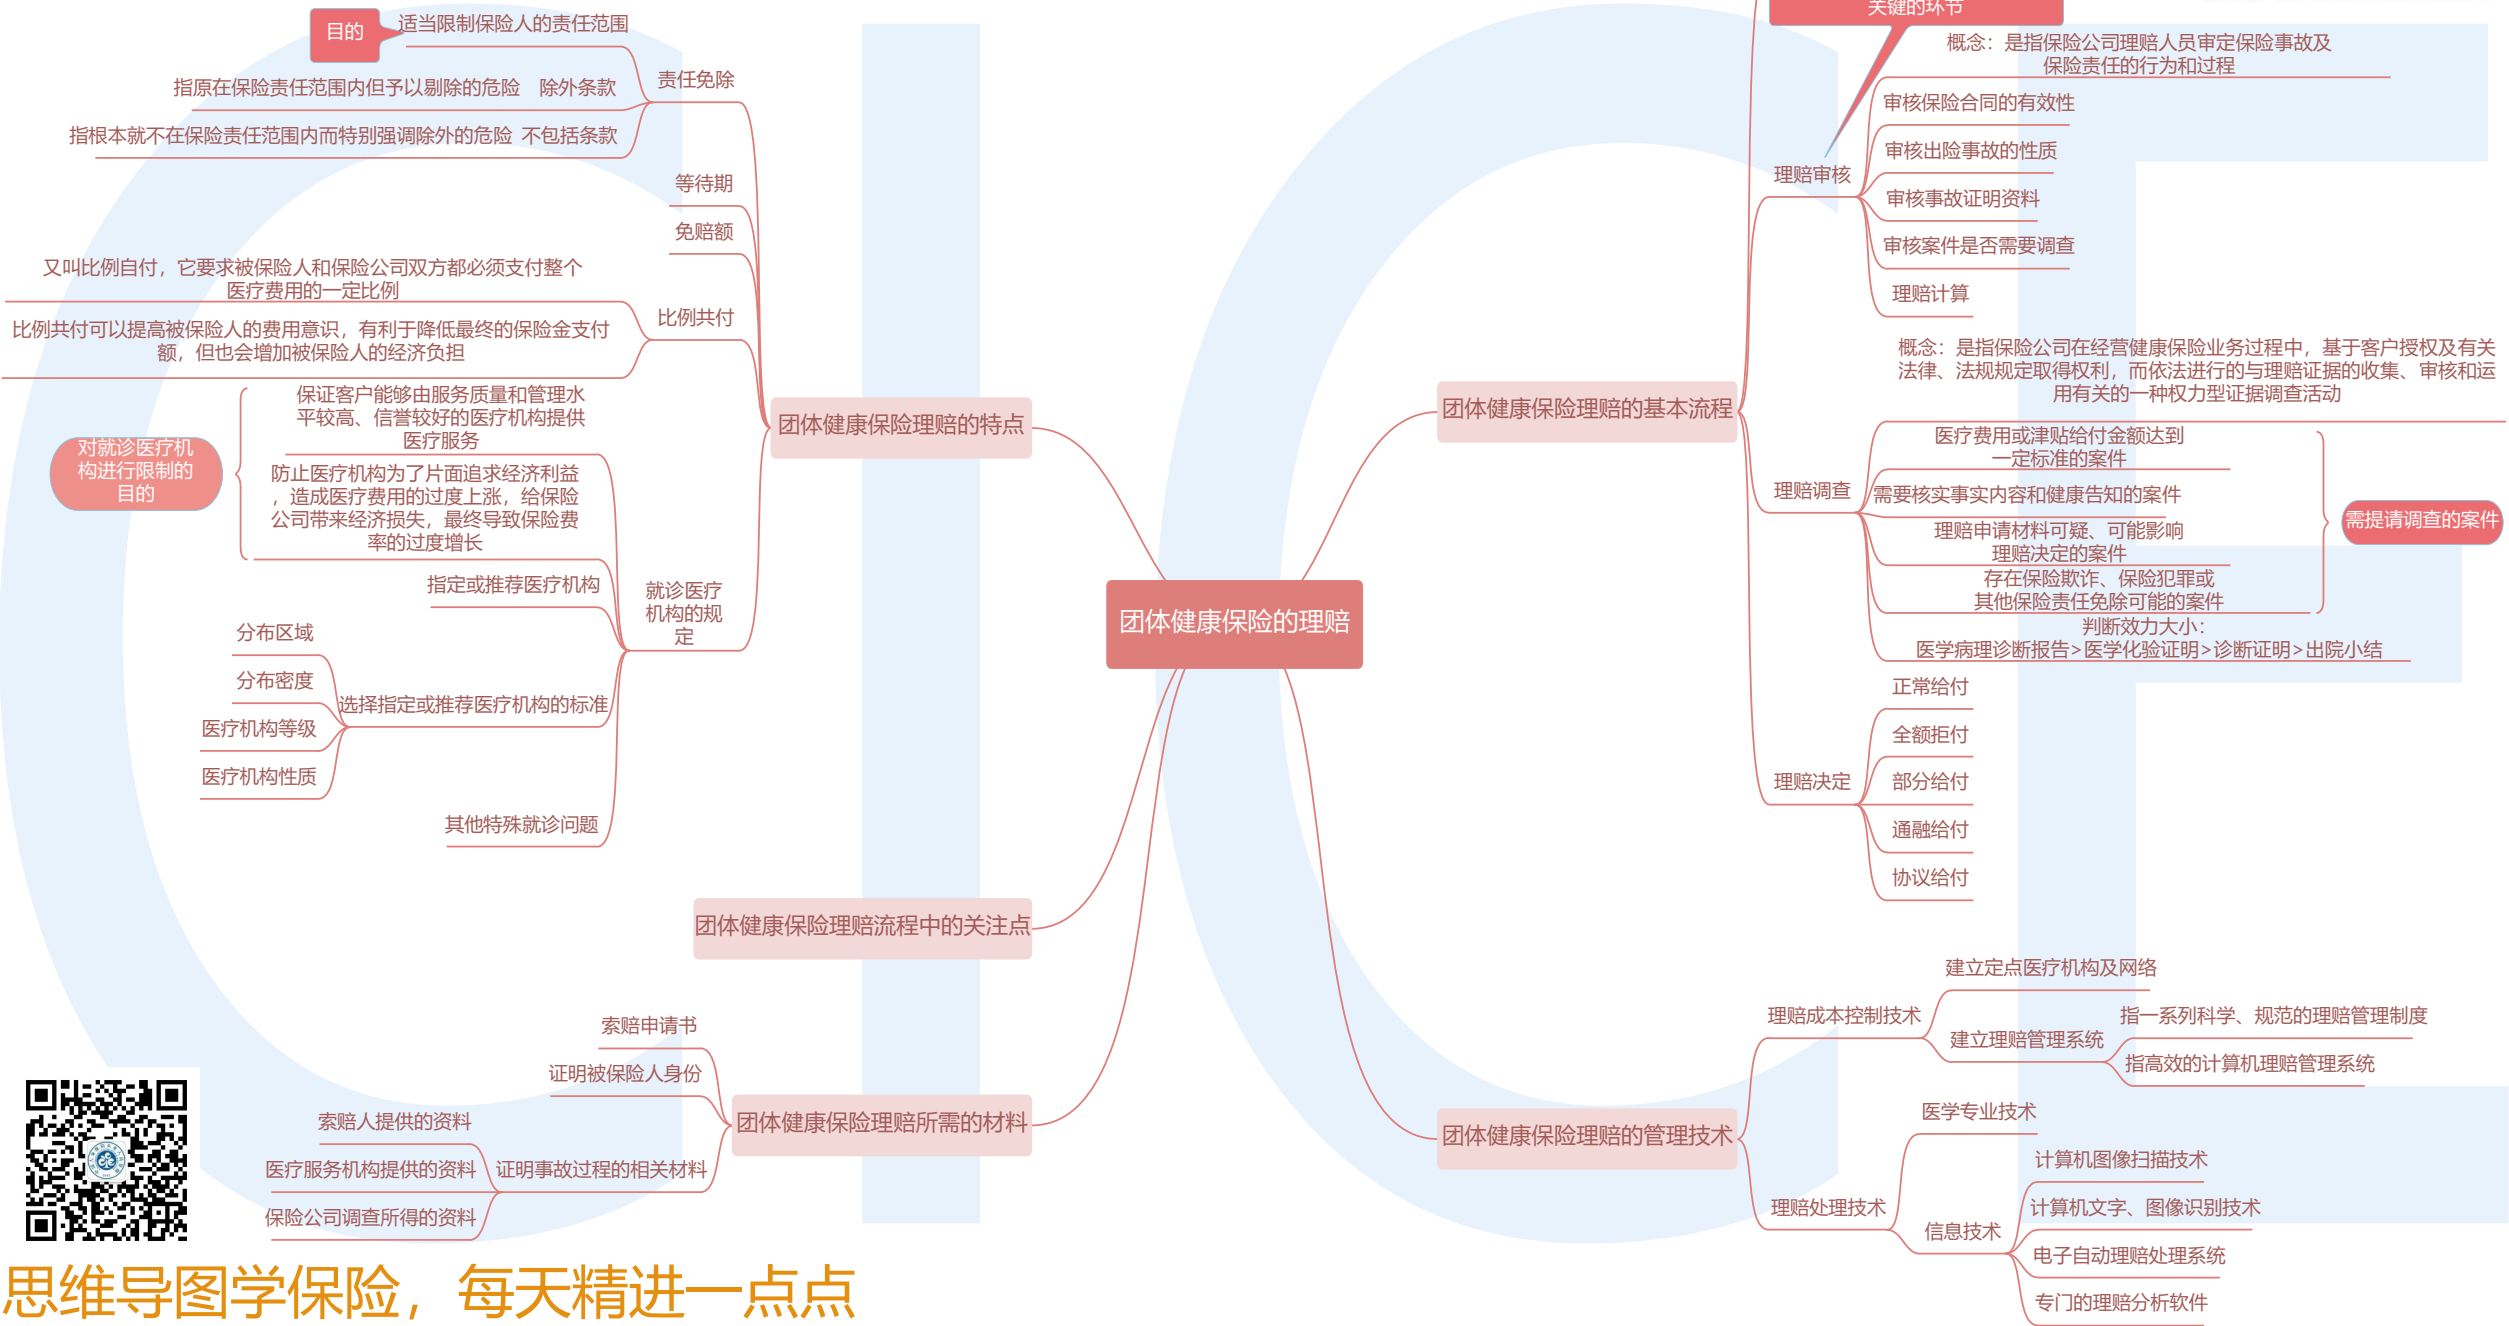 目的
适当限制保险人的责任范围
责任免除
指原在保险责任范围内但予以剔除的危险 除外条款
指根本就不在保险责任范围内而特别强调除外的危险 不包括条款
等待期
免赔额
又叫比例自付，它要求被保险人和保险公司双方都必须支付整个
医疗费用的一定比例
比例共付
比例共付可以提高被保险人的费用意识，有利于降低最终的保险金支付
额，但也会增加被保险人的经济负担
保证客户能够由服务质量和管理水
平较高、信誉较好的医疗机构提供
医疗服务
对就诊医疗机
构进行限制的
目的
防止医疗机构为了片面追求经济利益
，造成医疗费用的过度上涨，给保险
公司带来经济损失，最终导致保险费
率的过度增长
指定或推荐医疗机构
就诊医疗
机构的规
定
分布区域
分布密度
医疗机构等级
医疗机构性质
选择指定或推荐医疗机构的标准
其他特殊就诊问题
团体健康保险理赔的特点
团体健康保险的理赔
团体健康保险理赔流程中的关注点
索赔申请书
证明被保险人身份
索赔人提供的资料
医疗服务机构提供的资料
保险公司调查所得的资料
证明事故过程的相关材料
团体健康保险理赔所需的材料
关键的环节
概念：是指保险公司理赔人员审定保险事故及
保险责任的行为和过程
审核保险合同的有效性
审核出险事故的性质
理赔审核
审核事故证明资料
审核案件是否需要调查
理赔计算
团体健康保险理赔的基本流程
概念：是指保险公司在经营健康保险业务过程中，基于客户授权及有关
法律、法规规定取得权利，而依法进行的与理赔证据的收集、审核和运
用有关的一种权力型证据调查活动
医疗费用或津贴给付金额达到
一定标准的案件
理赔调查
需要核实事实内容和健康告知的案件
理赔申请材料可疑、可能影响
理赔决定的案件
需提请调查的案件
存在保险欺诈、保险犯罪或
其他保险责任免除可能的案件
判断效力大小：
医学病理诊断报告>医学化验证明>诊断证明>出院小结
正常给付
全额拒付
理赔决定
部分给付
通融给付
协议给付
团体健康保险理赔的管理技术
理赔成本控制技术
建立定点医疗机构及网络
建立理赔管理系统
指一系列科学、规范的理赔管理制度
指高效的计算机理赔管理系统
理赔处理技术
医学专业技术
信息技术
计算机图像扫描技术
计算机文字、图像识别技术
电子自动理赔处理系统
专门的理赔分析软件
思维导图学保险，每天精进一点点